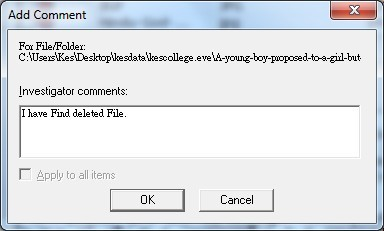 Add Comment
For File/Folder:
C:\Users\Kes\Desktop\kesdata\kescollege.eve\A-young-boy-proposed-to-a-girl-but-
Investigator comments:
I have Find deleted File.
Apply to all items
OK
Cancel